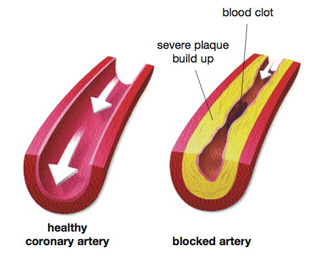 blood clot
severe plaque
build up
healthy
coronary artery
blocked artery